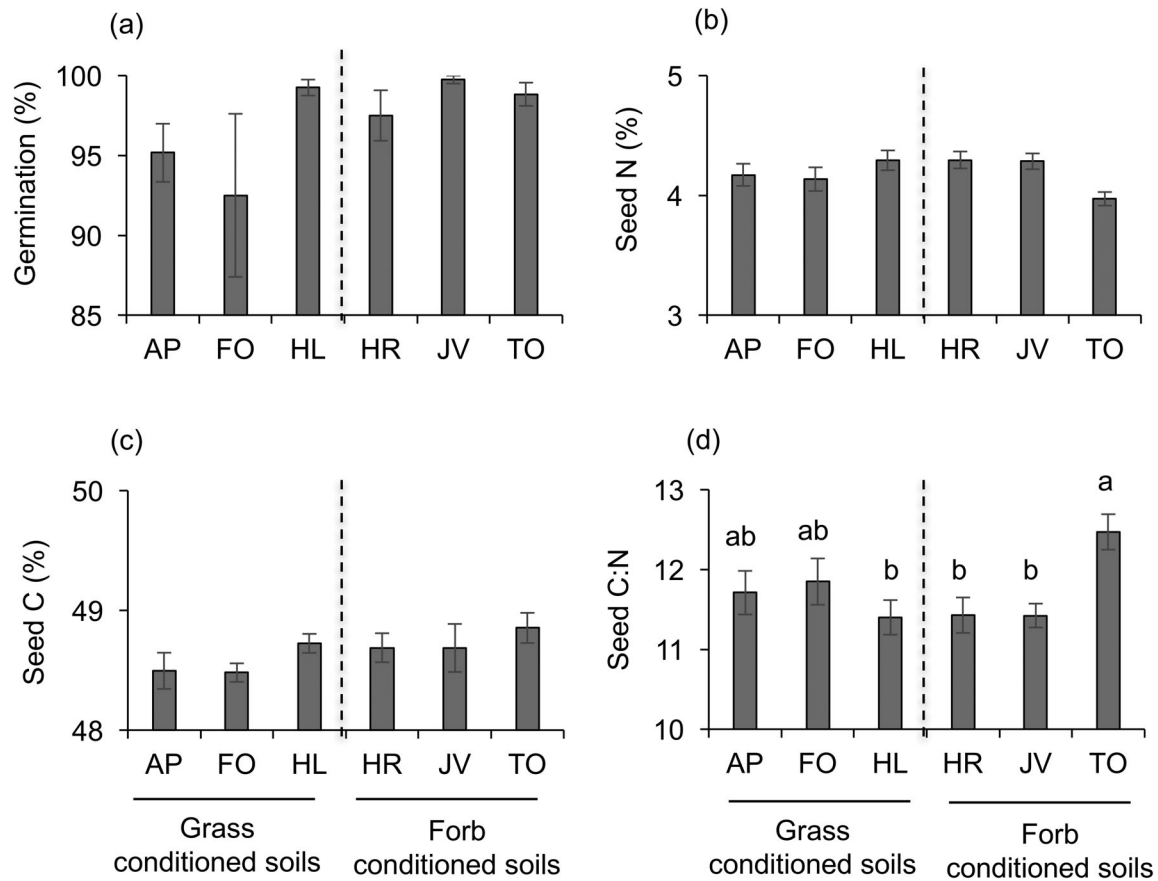 (a)
Germination (%)
100
95
90
85
AP FO HL HR JV TO
(b)
Seed N (%)
5
4
3
AP FO HL HR JV TO
(c)
Seed C (%)
50
49
48
AP FO HL HR JV TO
Grass
conditioned soils
Forb
conditioned soils
(d)
Seed C:N
13
12
11
10
ab ab b b b a
AP FO HL HR JV TO
Grass
conditioned soils
Forb
conditioned soils